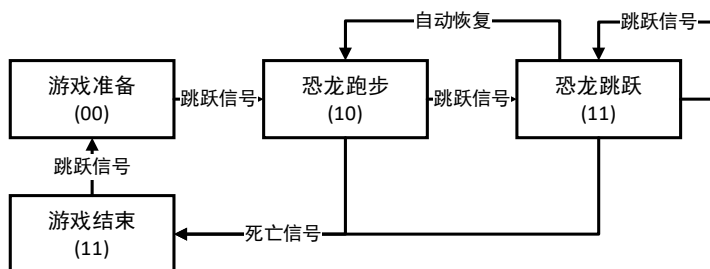 自动恢复
跳跃信号
游戏准备
(00)
跳跃信号
恐龙跑步
(10)
跳跃信号
恐龙跳跃
(11)
跳跃信号
游戏结束
(11)
死亡信号